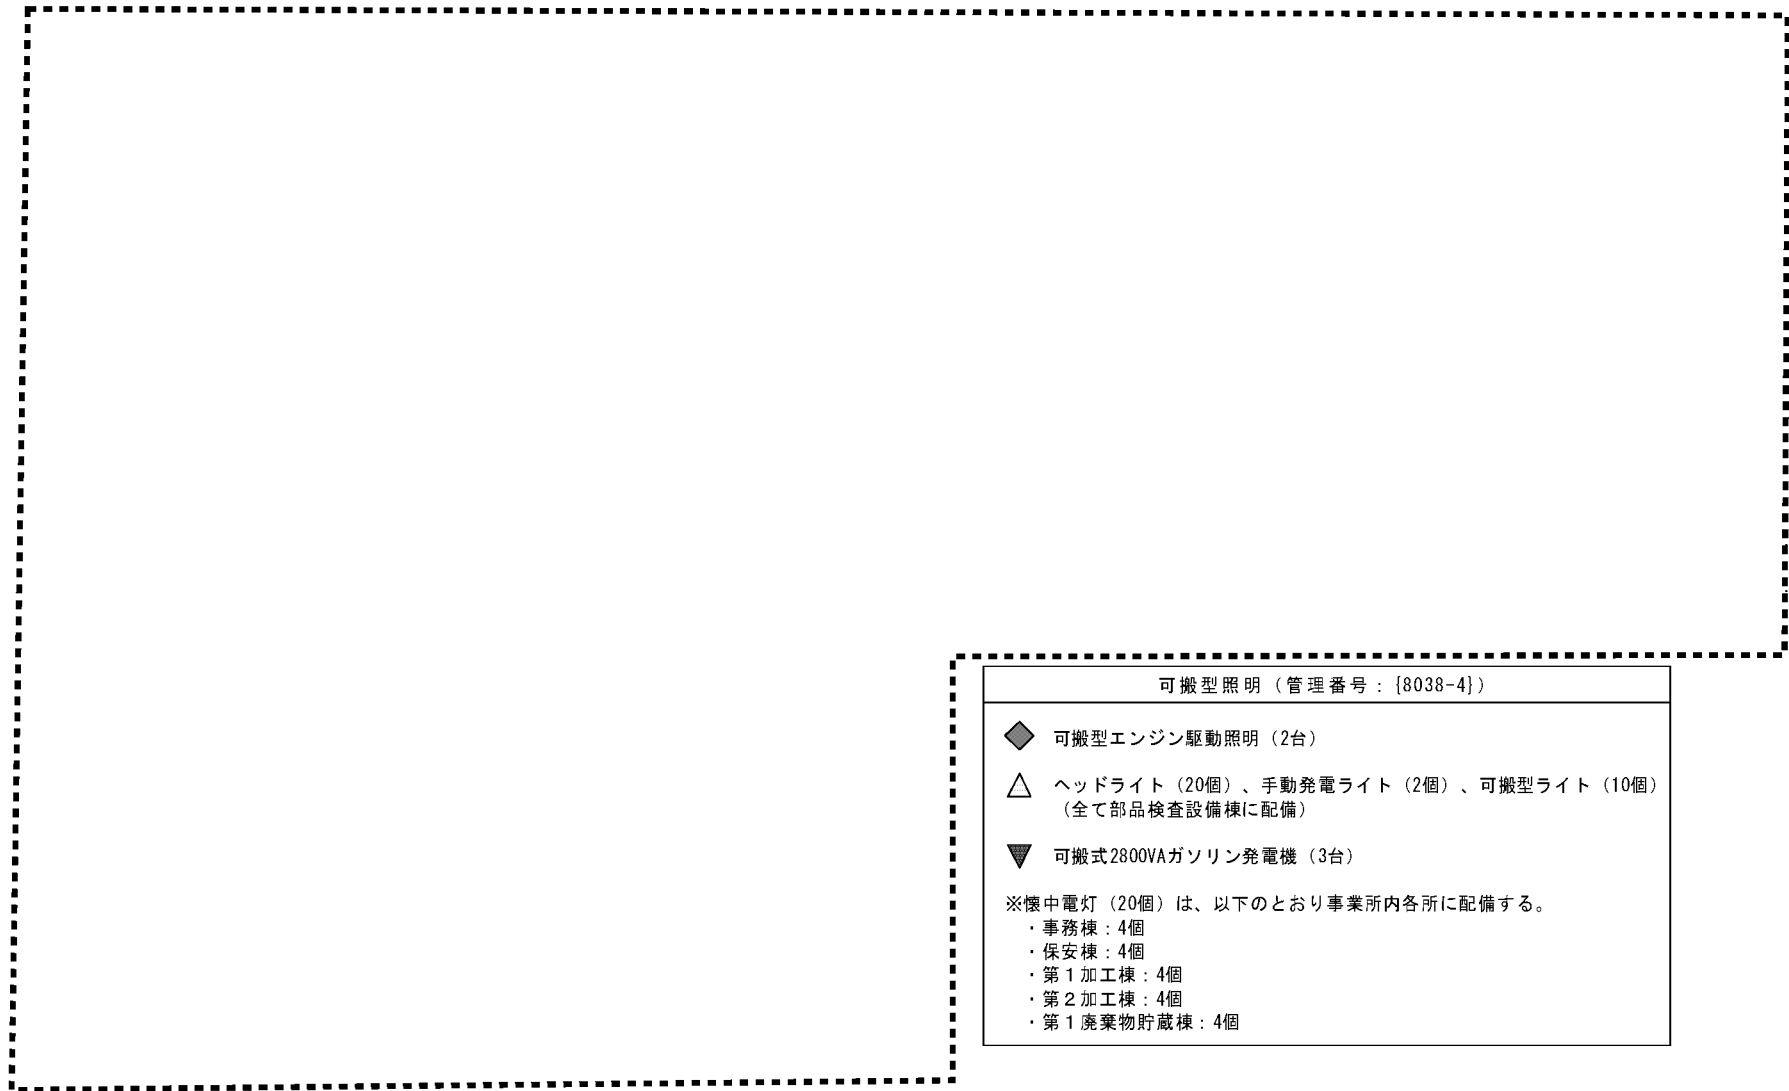 可搬型照明（管理番号：{8038-4}）
可搬型エンジン駆動照明（2台）
ヘッドライト（20個）、手動発電ライト（2個）、可搬型ライト（10個）
（全て部品検査設備棟に配備）
可搬式2800VAガソリン発電機（3台）
※懐中電灯（20個）は、以下のとおり事業所内各所に配備する。
・事務棟：4個
・保安棟：4個
・第１加工棟：4個
・第２加工棟：4個
・第１廃棄物貯蔵棟：4個